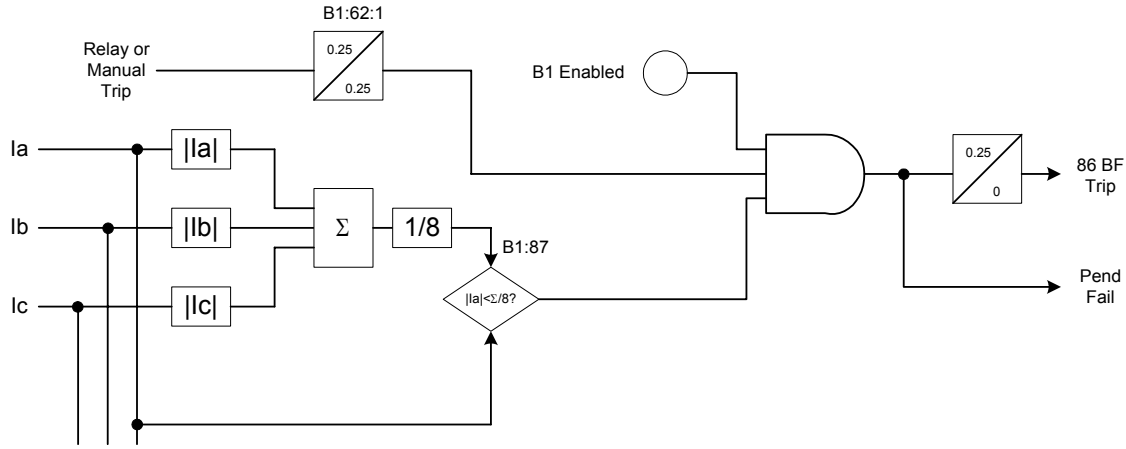 B1:62:1
Relay or
Manual
Trip
0.25
0.25
B1 Enabled
Ia
|Ia|
0.25
0
86 BF
Trip
Ib
|Ib|
Σ
1/8
B1:87
|Ia|<Σ/8?
Pend
Fail
Ic
|Ic|